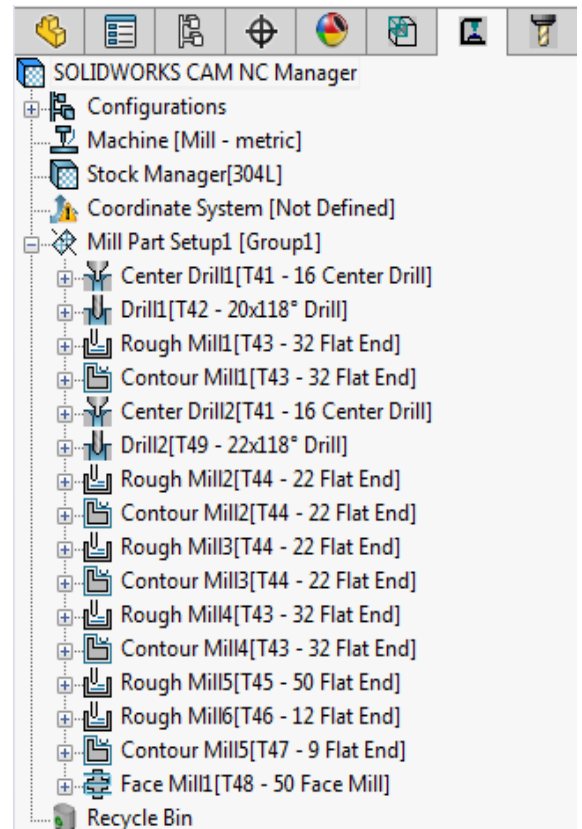 SOLIDWORKS CAM NC Manager
Configurations
Machine [Mill - metric]
Stock Manager[304L]
Coordinate System [Not Defined]
Mill Part Setup1 [Group1]
Center Drill1[T41 - 16 Center Drill]
Drill1[T42 - 20x118° Drill]
Rough Mill1[T43 - 32 Flat End]
Contour Mill1[T43 - 32 Flat End]
Center Drill2[T41 - 16 Center Drill]
Drill2[T49 - 22x118° Drill]
Rough Mill2[T44 - 22 Flat End]
Contour Mill2[T44 - 22 Flat End]
Rough Mill3[T44 - 22 Flat End]
Contour Mill3[T44 - 22 Flat End]
Rough Mill4[T43 - 32 Flat End]
Contour Mill4[T43 - 32 Flat End]
Rough Mill5[T45 - 50 Flat End]
Rough Mill6[T46 - 12 Flat End]
Contour Mill5[T47 - 9 Flat End]
Face Mill1[T48 - 50 Face Mill]
Recycle Bin